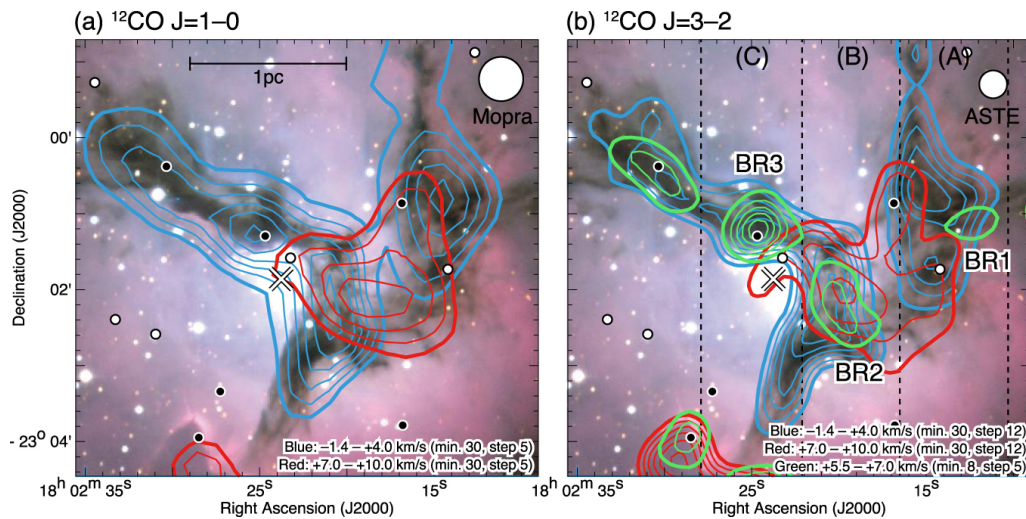 (a) ¹²CO J=1–0
(b) ¹²CO J=3–2
1pc
Mopra
(C)
(B)
(A)
ASTE
BR3
BR1
BR2
00'
02'
- 23° 04'
Declination (J2000)
Blue: –1.4 – +4.0 km/s (min. 30, step 5)
Red: +7.0 – +10.0 km/s (min. 30, step 5)
Blue: –1.4 – +4.0 km/s (min. 30, step 12)
Red: +7.0 – +10.0 km/s (min. 30, step 12)
Green: +5.5 – +7.0 km/s (min. 8, step 5)
18ʰ 02ᵐ 35ˢ
25ˢ
15ˢ
18ʰ 02ᵐ 35ˢ
25ˢ
15ˢ
Right Ascension (J2000)
Right Ascension (J2000)